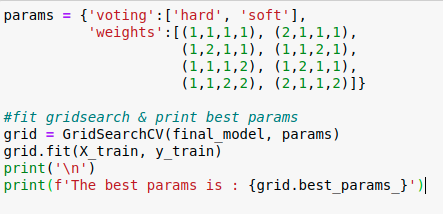 params = {'voting':['hard', 'soft'],
'weights':[(1,1,1,1), (2,1,1,1),
(1,2,1,1), (1,1,2,1),
(1,1,1,2), (1,2,1,1),
(1,1,2,2), (2,1,1,2)]}
#fit gridsearch & print best params
grid = GridSearchCV(final_model, params)
grid.fit(X_train, y_train)
print('\n')
print(f'The best params is : {grid.best_params_}')